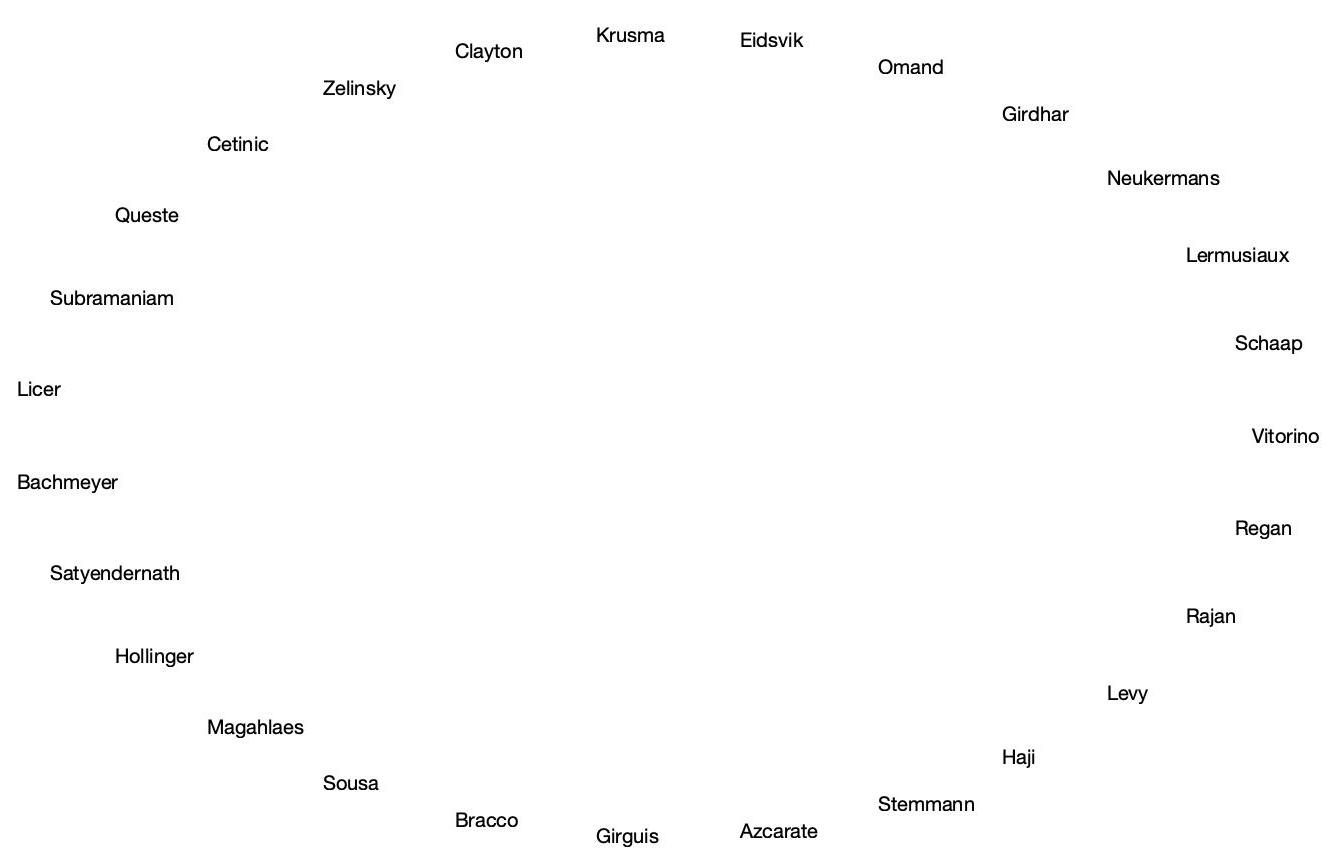 Krusma
Eidsvik
Clayton
Omand
Zelinsky
Girdhar
Cetinic
Neukermans
Queste
Lermusiaux
Subramaniam
Schaap
Licer
Vitorino
Bachmeyer
Regan
Satyendernath
Rajan
Hollinger
Levy
Magahlaes
Haji
Sousa
Stemmann
Bracco
Azcarate
Girguis